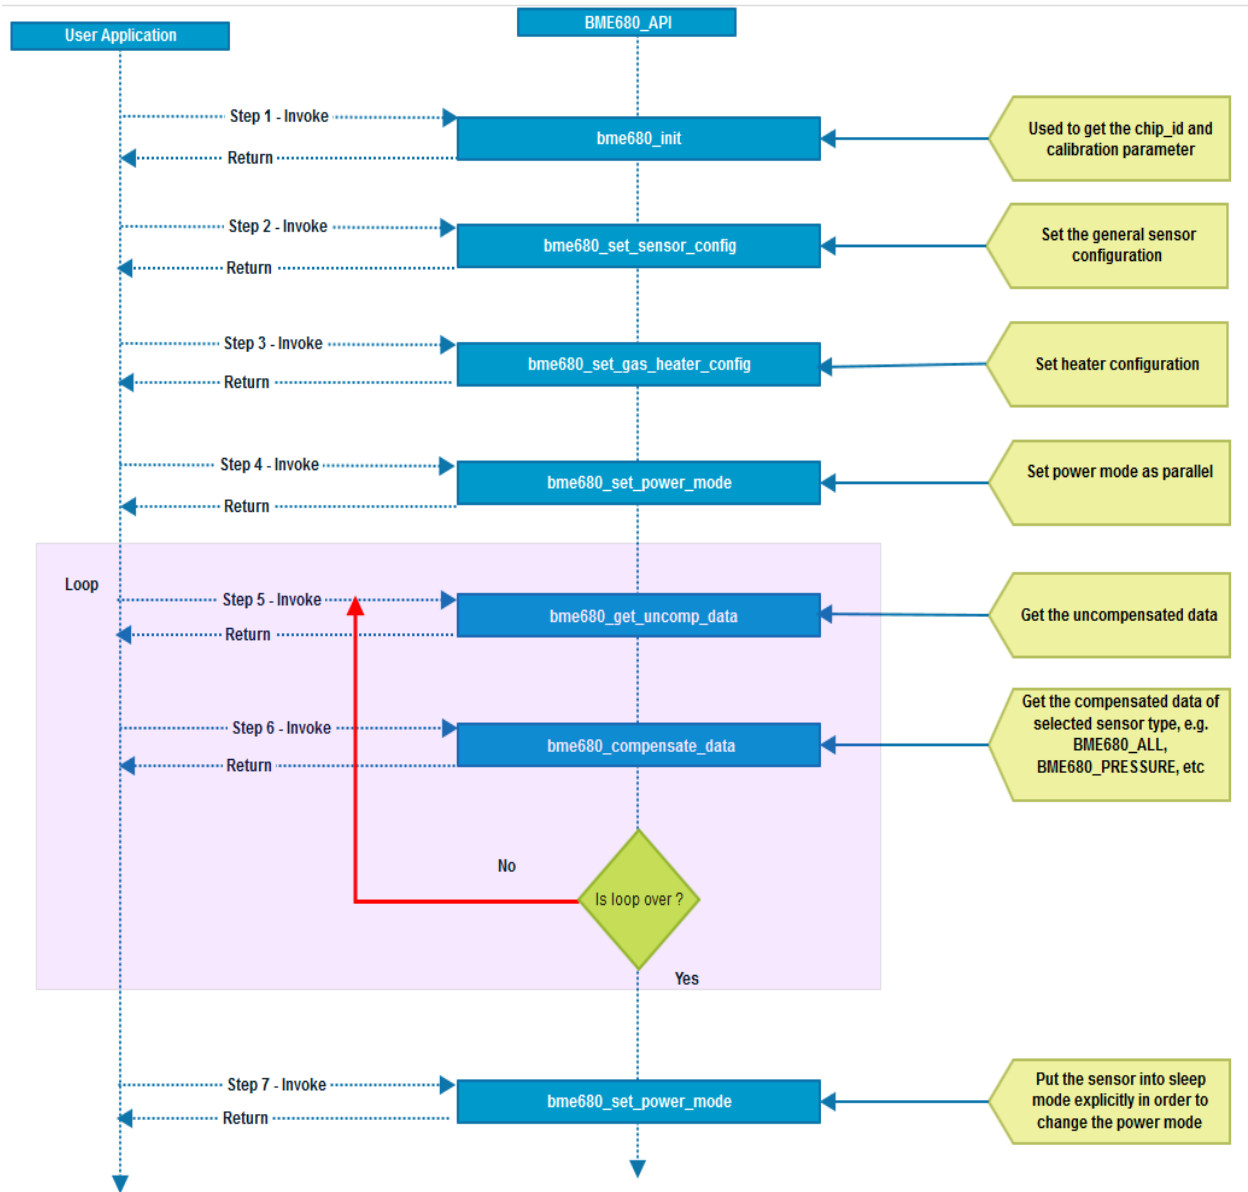 User Application
BME680_API
Step 1 - Invoke
bme680_init
Return
Used to get the chip_id and
calibration parameter
Step 2 - Invoke
bme680_set_sensor_config
Return
Set the general sensor
configuration
Step 3 - Invoke
bme680_set_gas_heater_config
Return
Set heater configuration
Step 4 - Invoke
bme680_set_power_mode
Return
Set power mode as parallel
Loop
Step 5 - Invoke
bme680_get_uncomp_data
Return
Get the uncompensated data
Step 6 - Invoke
bme680_compensate_data
Return
Get the compensated data of
selected sensor type, e.g.
BME680_ALL,
BME680_PRESSURE, etc
No
Is loop over ?
Yes
Step 7 - Invoke
bme680_set_power_mode
Return
Put the sensor into sleep
mode explicitly in order to
change the power mode